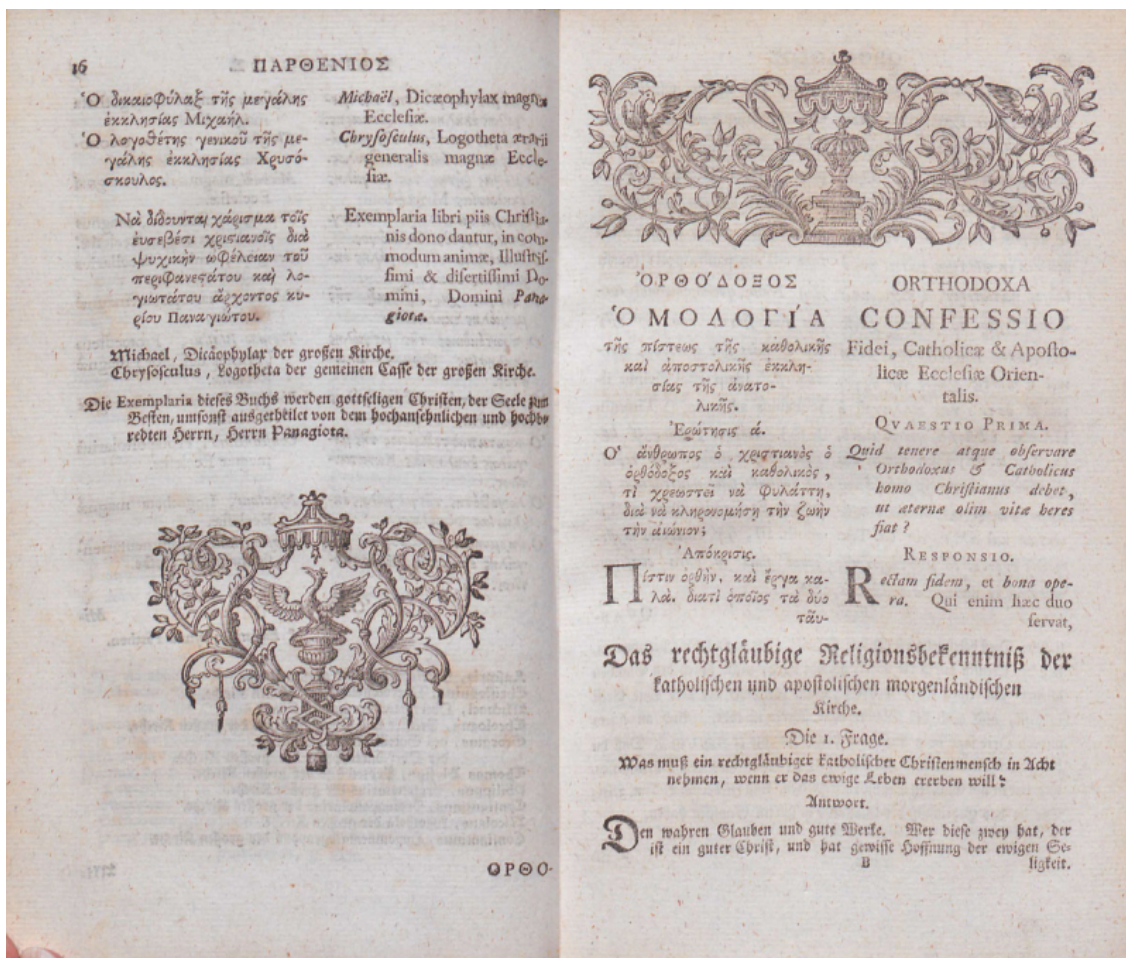 16
ΠΑΡΘΕΝΙΟΣ
Ὁ δικαιοφύλαξ τῆς μεγάλης
ἐκκλησίας Μιχαήλ.
Ὁ λογοθέτης γενικοῦ τῆς με-
γάλης ἐκκλησίας Χρυσό-
σκουλος.
Νὰ δίδουνται χάρισμα τοῖς
ἐυσεβέσι χριστιανοῖς διὰ
ψυχικὴν ὠφέλειαν τοῦ
περιφανεστάτου καὶ λο-
γιωτάτου ἄρχοντος κυ-
ρίου Παναγιώτου.
Michaël, Dicæophylax magnæ
Eccleſiæ.
Chryſoſculus, Logotheta ærarii
generalis magnæ Eccle-
ſiæ.
Exemplaria libri piis Chriſtia-
nis dono dantur, in com-
modum animæ, Illuſtriſ-
ſimi & diſertiſſimi Do-
mini, Domini Pana-
giotæ.
Michael, Dicäophylax der groſſen Kirche.
Chryſoſculus, Logotheta der gemeinen Caſſe der groſſen Kirche.
Die Exemplaria dieſes Buchs werden gottſeligen Chriſten, der Seele zum
Beſten, umſonſt ausgetheilet von dem hochanſehnlichen und hochbe-
redten Herrn, Herrn Panagiota.
ΟΡΘΟ-
ὈΡΘΌΔΟΞΟΣ
ὉΜΟΛΟΓΊΑ
τῆς πίστεως τῆς καθολικῆς
καὶ ἀποστολικῆς ἐκκλη-
σίας τῆς ἀνατο-
λικῆς.
Ἐρώτησις ά.
Ὁ ἄνθρωπος ὁ χριστιανὸς ὁ
ὀρθόδοξος καὶ καθολικὸς,
τί χρεωστεῖ νὰ φυλάττῃ,
διὰ νὰ κληρονομήσῃ τὴν ζωὴν
τὴν ἀιώνιον;
Ἀπόκρισις.
Πίστιν ὀρθὴν. καὶ ἔργα κα-
λὰ. διατὶ ὁποῖος τὰ δύο
τᾶυ-
ORTHODOXA
CONFESSIO
Fidei, Catholicæ & Apoſto-
licæ Eccleſiæ Orien-
talis.
QVAESTIO PRIMA.
Quid tenere atque obſervare
Orthodoxus & Catholicus
homo Chriſtianus debet,
ut æternæ olim vitæ heres
fiat?
RESPONSIO.
Rectam fidem, et bona ope-
ra. Qui enim hæc duo
ſervat,
Das rechtgläubige Religionsbekenntniß der
katholiſchen und apoſtoliſchen morgenländiſchen
Kirche.
Die 1. Frage.
Was muß ein rechtgläubiger katholiſcher Chriſtenmenſch in Acht
nehmen, wenn er das ewige Leben ererben will?
Antwort.
Den wahren Glauben und gute Werke. Wer dieſe zwey hat, der
iſt ein guter Chriſt, und hat gewiſſe Hoffnung der ewigen Se-
B
ligkeit.